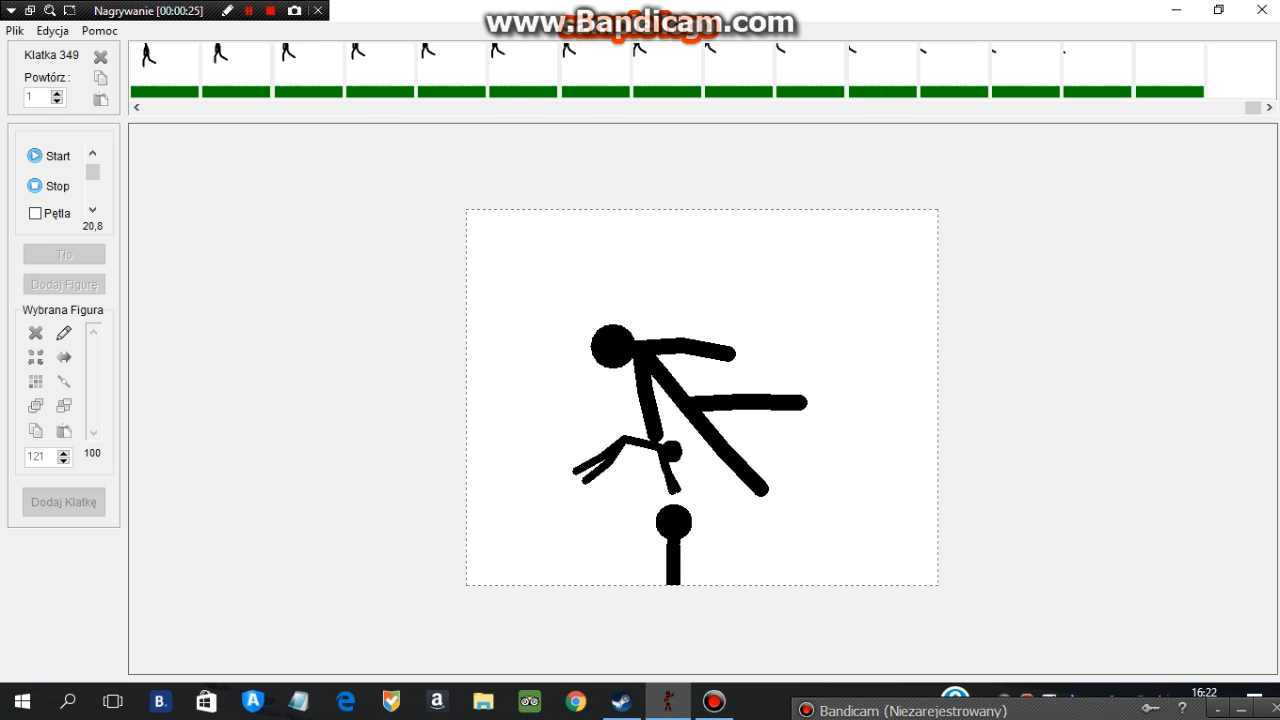 Nagrywanie [00:00:25]
www.Bandicam.com
Plik Edycja Pomoc
Klatka 349
Powtórz :
1
Start
Stop
Pętla
20,8
Tło
Dodaj Figurę
Wybrana Figura
121
100
Dodaj Klatkę
B.
a
16:22
Bandicam (Niezarejestrowany)